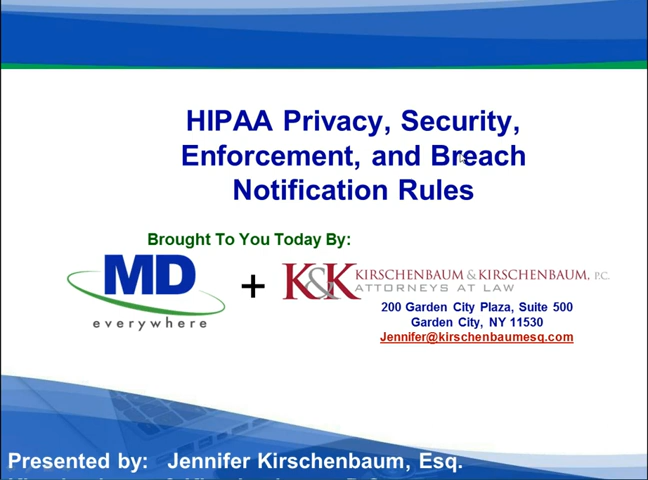 HIPAA Privacy, Security,
Enforcement, and Breach
Notification Rules
Brought To You Today By:
MD
everywhere
+
K&K
KIRSCHENBAUM & KIRSCHENBAUM, P.C.
ATTORNEYS AT LAW
200 Garden City Plaza, Suite 500
Garden City, NY 11530
Jennifer@kirschenbaumesq.com
Presented by: Jennifer Kirschenbaum, Esq.